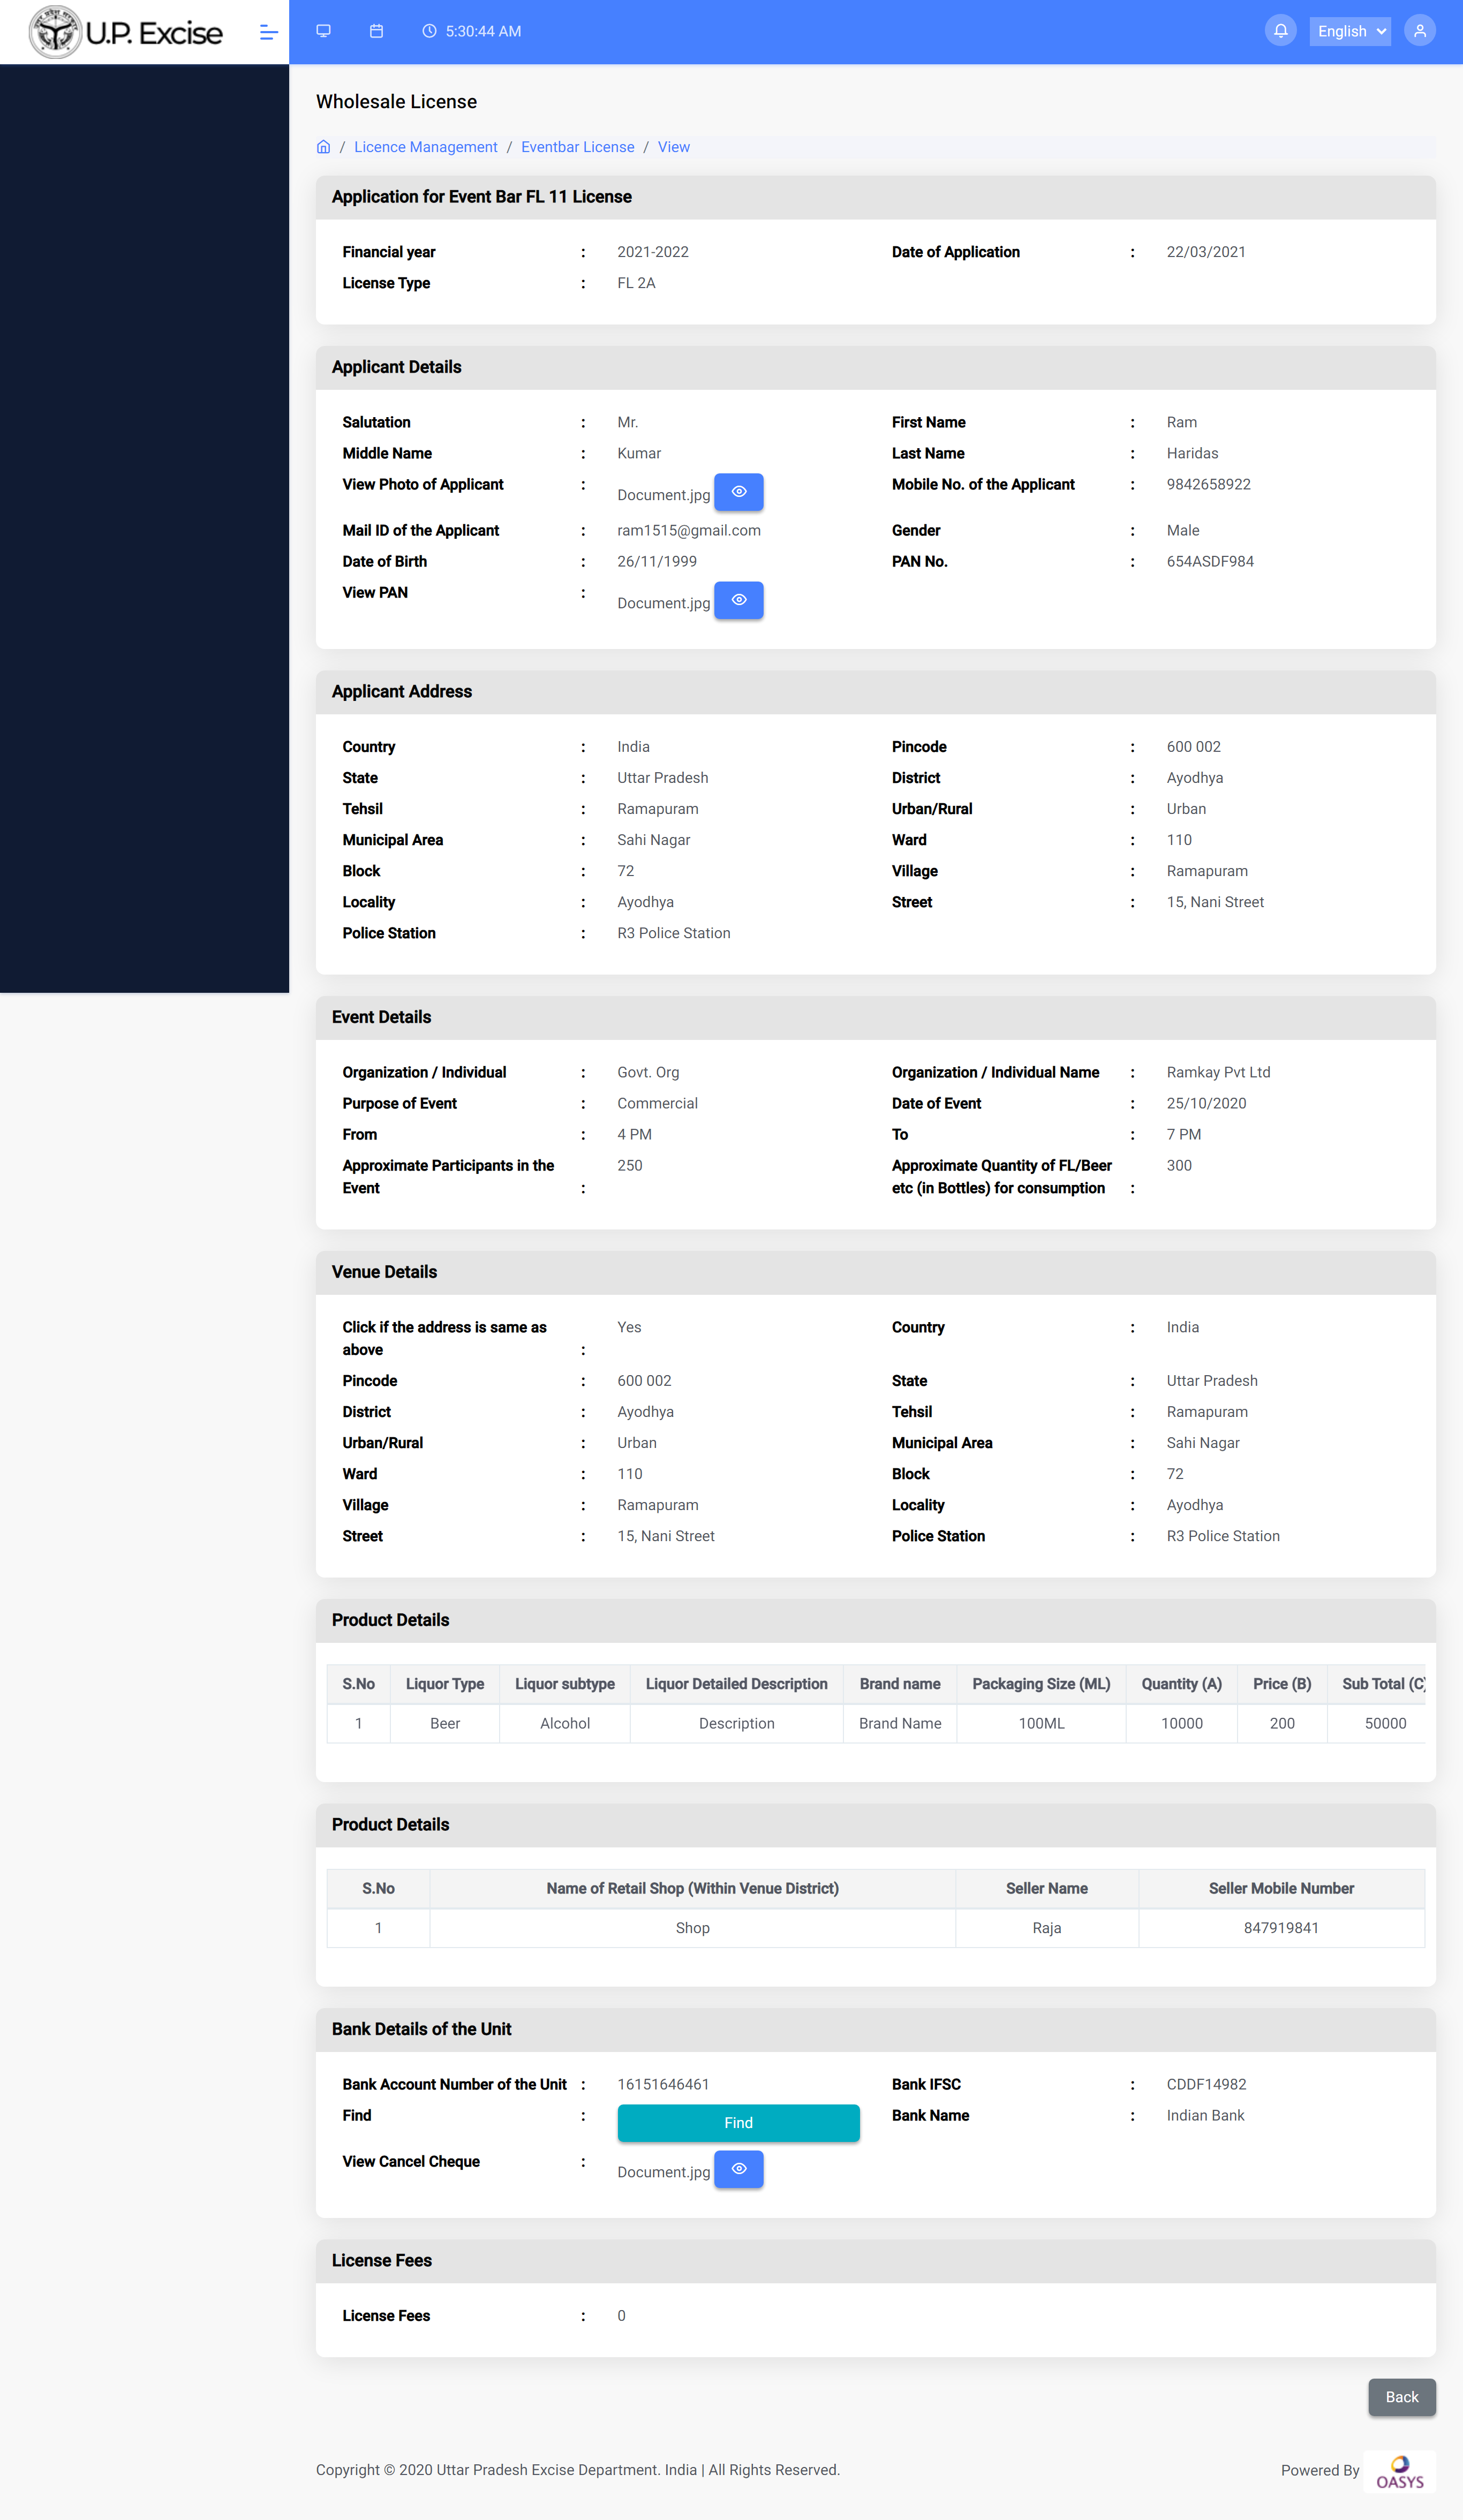 U.P. Excise
5:30:44 AM
English
Wholesale License
/ Licence Management / Eventbar License / View
Application for Event Bar FL 11 License
Financial year : 2021-2022 Date of Application : 22/03/2021
License Type : FL 2A
Applicant Details
Salutation : Mr. First Name : Ram
Middle Name : Kumar Last Name : Haridas
View Photo of Applicant : Document.jpg Mobile No. of the Applicant : 9842658922
Mail ID of the Applicant : ram1515@gmail.com Gender : Male
Date of Birth : 26/11/1999 PAN No. : 654ASDF984
View PAN : Document.jpg
Applicant Address
Country : India Pincode : 600 002
State : Uttar Pradesh District : Ayodhya
Tehsil : Ramapuram Urban/Rural : Urban
Municipal Area : Sahi Nagar Ward : 110
Block : 72 Village : Ramapuram
Locality : Ayodhya Street : 15, Nani Street
Police Station : R3 Police Station
Event Details
Organization / Individual : Govt. Org Organization / Individual Name : Ramkay Pvt Ltd
Purpose of Event : Commercial Date of Event : 25/10/2020
From : 4 PM To : 7 PM
Approximate Participants in the 250 Approximate Quantity of FL/Beer 300
Event : etc (in Bottles) for consumption :
Venue Details
Click if the address is same as Yes Country : India
above :
Pincode : 600 002 State : Uttar Pradesh
District : Ayodhya Tehsil : Ramapuram
Urban/Rural : Urban Municipal Area : Sahi Nagar
Ward : 110 Block : 72
Village : Ramapuram Locality : Ayodhya
Street : 15, Nani Street Police Station : R3 Police Station
Product Details
S.No Liquor Type Liquor subtype Liquor Detailed Description Brand name Packaging Size (ML) Quantity (A) Price (B) Sub Total (C)
1 Beer Alcohol Description Brand Name 100ML 10000 200 50000
Product Details
S.No Name of Retail Shop (Within Venue District) Seller Name Seller Mobile Number
1 Shop Raja 847919841
Bank Details of the Unit
Bank Account Number of the Unit : 16151646461 Bank IFSC : CDDF14982
Find : Find Bank Name : Indian Bank
View Cancel Cheque : Document.jpg
License Fees
License Fees : 0
Back
Copyright © 2020 Uttar Pradesh Excise Department. India | All Rights Reserved. Powered By OASYS